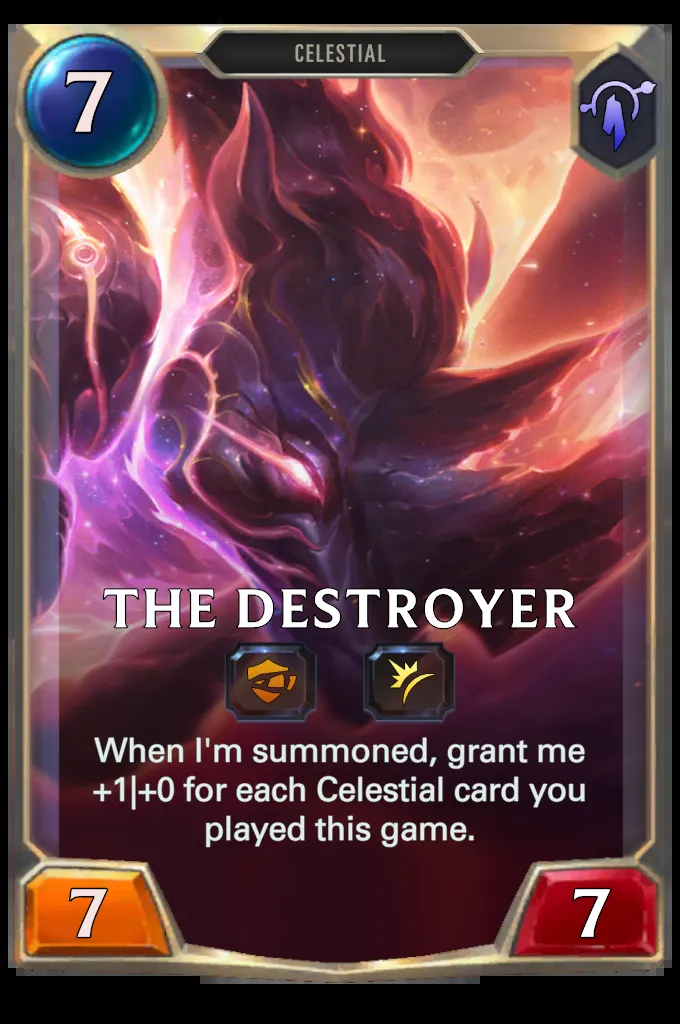 CELESTIAL
7
THE DESTROYER
When I'm summoned, grant me
+1|+0 for each Celestial card you
played this game.
7
7